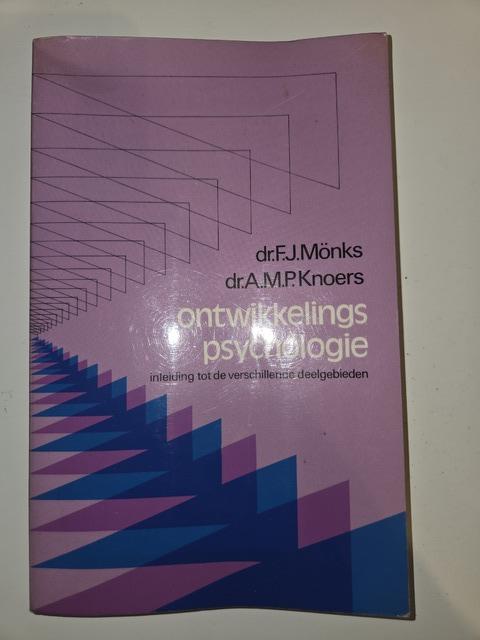 dr.F.J.Mönks
dr.A.M.P.Knoers
ontwikkelings
psychologie
inleiding tot de verschillende deelgebieden